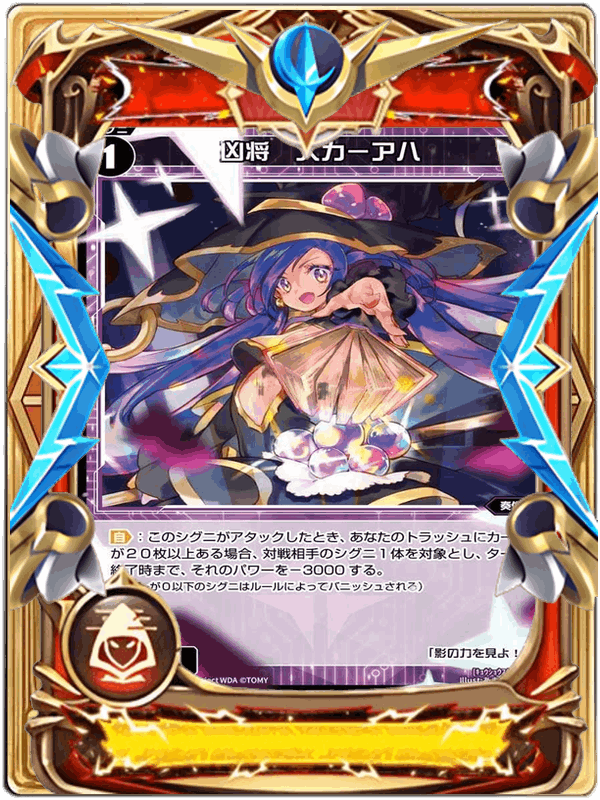 1
凶将 スカーアハ
奏
自：このシグニがアタックしたとき、あなたのトラッシュにカー
が２０枚以上ある場合、対戦相手のシグニ１体を対象とし、ター
終了時まで、それのパワーを－3000する。
が０以下のシグニはルールによってバニッシュされる）
「影の力を見よ！
ject WDA ©TOMY